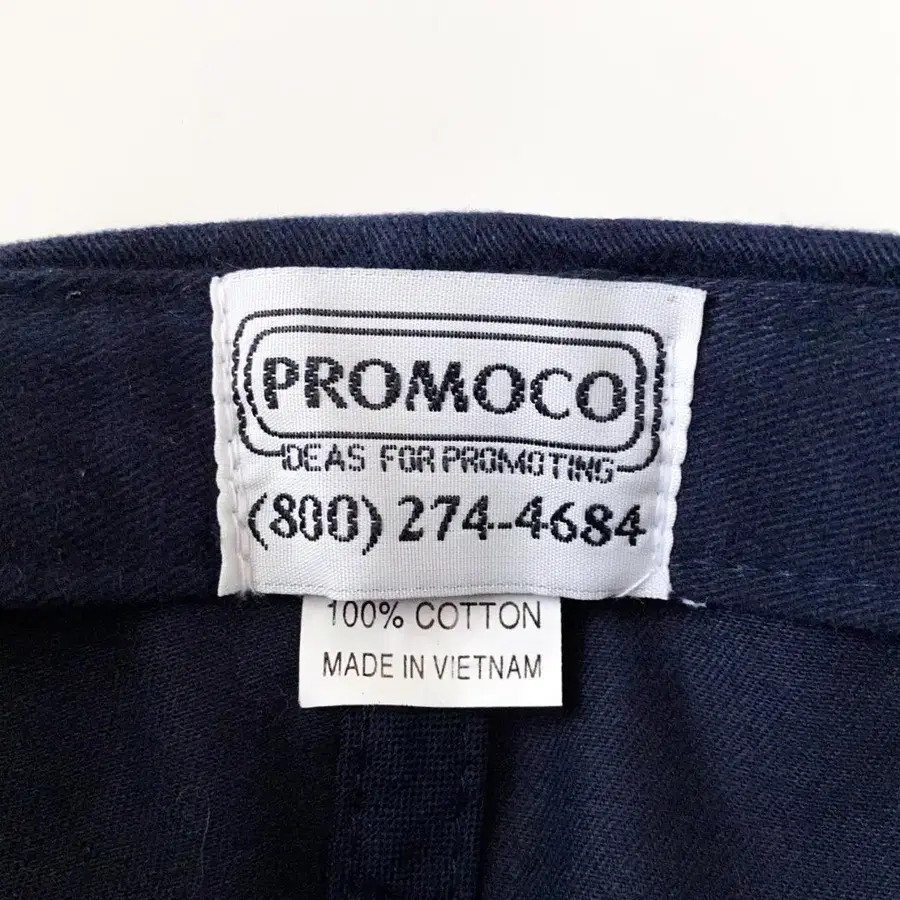 PROMOCO
IDEAS FOR PROMOTING
(800) 274-4684
100% COTTON
MADE IN VIETNAM